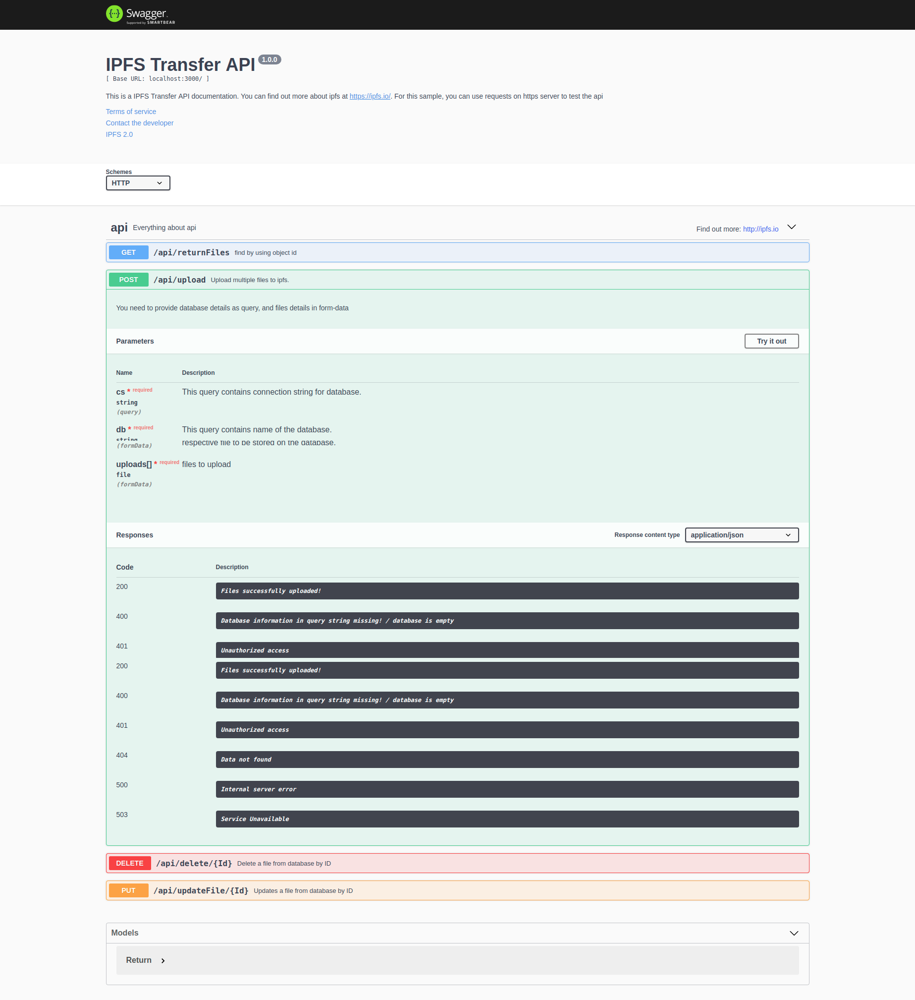 Swagger
Supported by SMARTBEAR
IPFS Transfer API 1.0.0
[ Base URL: localhost:3000/ ]
This is a IPFS Transfer API documentation. You can find out more about ipfs at https://ipfs.io/. For this sample, you can use requests on https server to test the api
Terms of service
Contact the developer
IPFS 2.0
Schemes
HTTP
api Everything about api Find out more: http://ipfs.io
GET /api/returnFiles find by using object id
POST /api/upload Upload multiple files to ipfs.
You need to provide database details as query, and files details in form-data
Parameters Try it out
Name Description
cs * required This query contains connection string for database.
string
(query)
db * required This query contains name of the database.
string
respective file to be stored on the database.
(formData)
uploads[] * required files to upload
file
(formData)
Responses Response content type application/json
Code Description
200 Files successfully uploaded!
400 Database information in query string missing! / database is empty
401 Unauthorized access
200 Files successfully uploaded!
400 Database information in query string missing! / database is empty
401 Unauthorized access
404 Data not found
500 Internal server error
503 Service Unavailable
DELETE /api/delete/{Id} Delete a file from database by ID
PUT /api/updateFile/{Id} Updates a file from database by ID
Models
Return